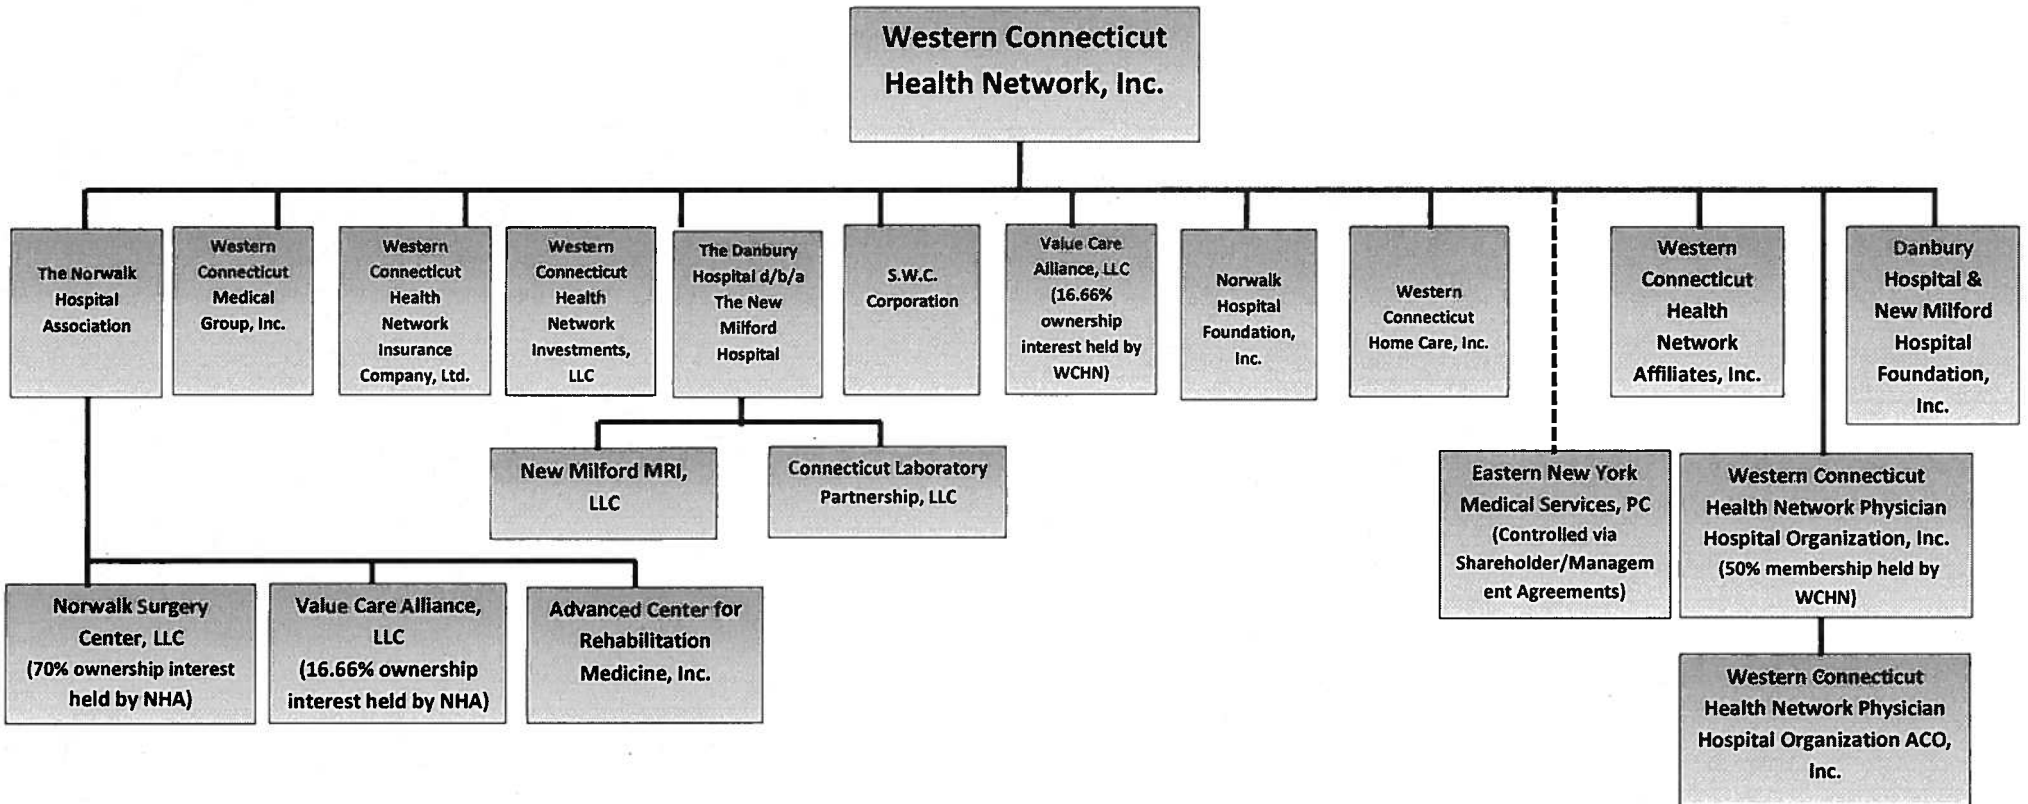 Western Connecticut
Health Network, Inc.
The Norwalk
Hospital
Association
Western
Connecticut
Medical
Group, Inc.
Western
Connecticut
Health
Network
Insurance
Company, Ltd.
Western
Connecticut
Health
Network
Investments,
LLC
The Danbury
Hospital d/b/a
The New
Milford
Hospital
S.W.C.
Corporation
Value Care
Alliance, LLC
(16.66%
ownership
interest held by
WCHN)
Norwalk
Hospital
Foundation,
Inc.
Western
Connecticut
Home Care, Inc.
Western
Connecticut
Health
Network
Affiliates, Inc.
Danbury
Hospital &
New Milford
Hospital
Foundation,
Inc.
New Milford MRI,
LLC
Connecticut Laboratory
Partnership, LLC
Eastern New York
Medical Services, PC
(Controlled via
Shareholder/Managem
ent Agreements)
Western Connecticut
Health Network Physician
Hospital Organization, Inc.
(50% membership held by
WCHN)
Norwalk Surgery
Center, LLC
(70% ownership interest
held by NHA)
Value Care Alliance,
LLC
(16.66% ownership
interest held by NHA)
Advanced Center for
Rehabilitation
Medicine, Inc.
Western Connecticut
Health Network Physician
Hospital Organization ACO,
Inc.